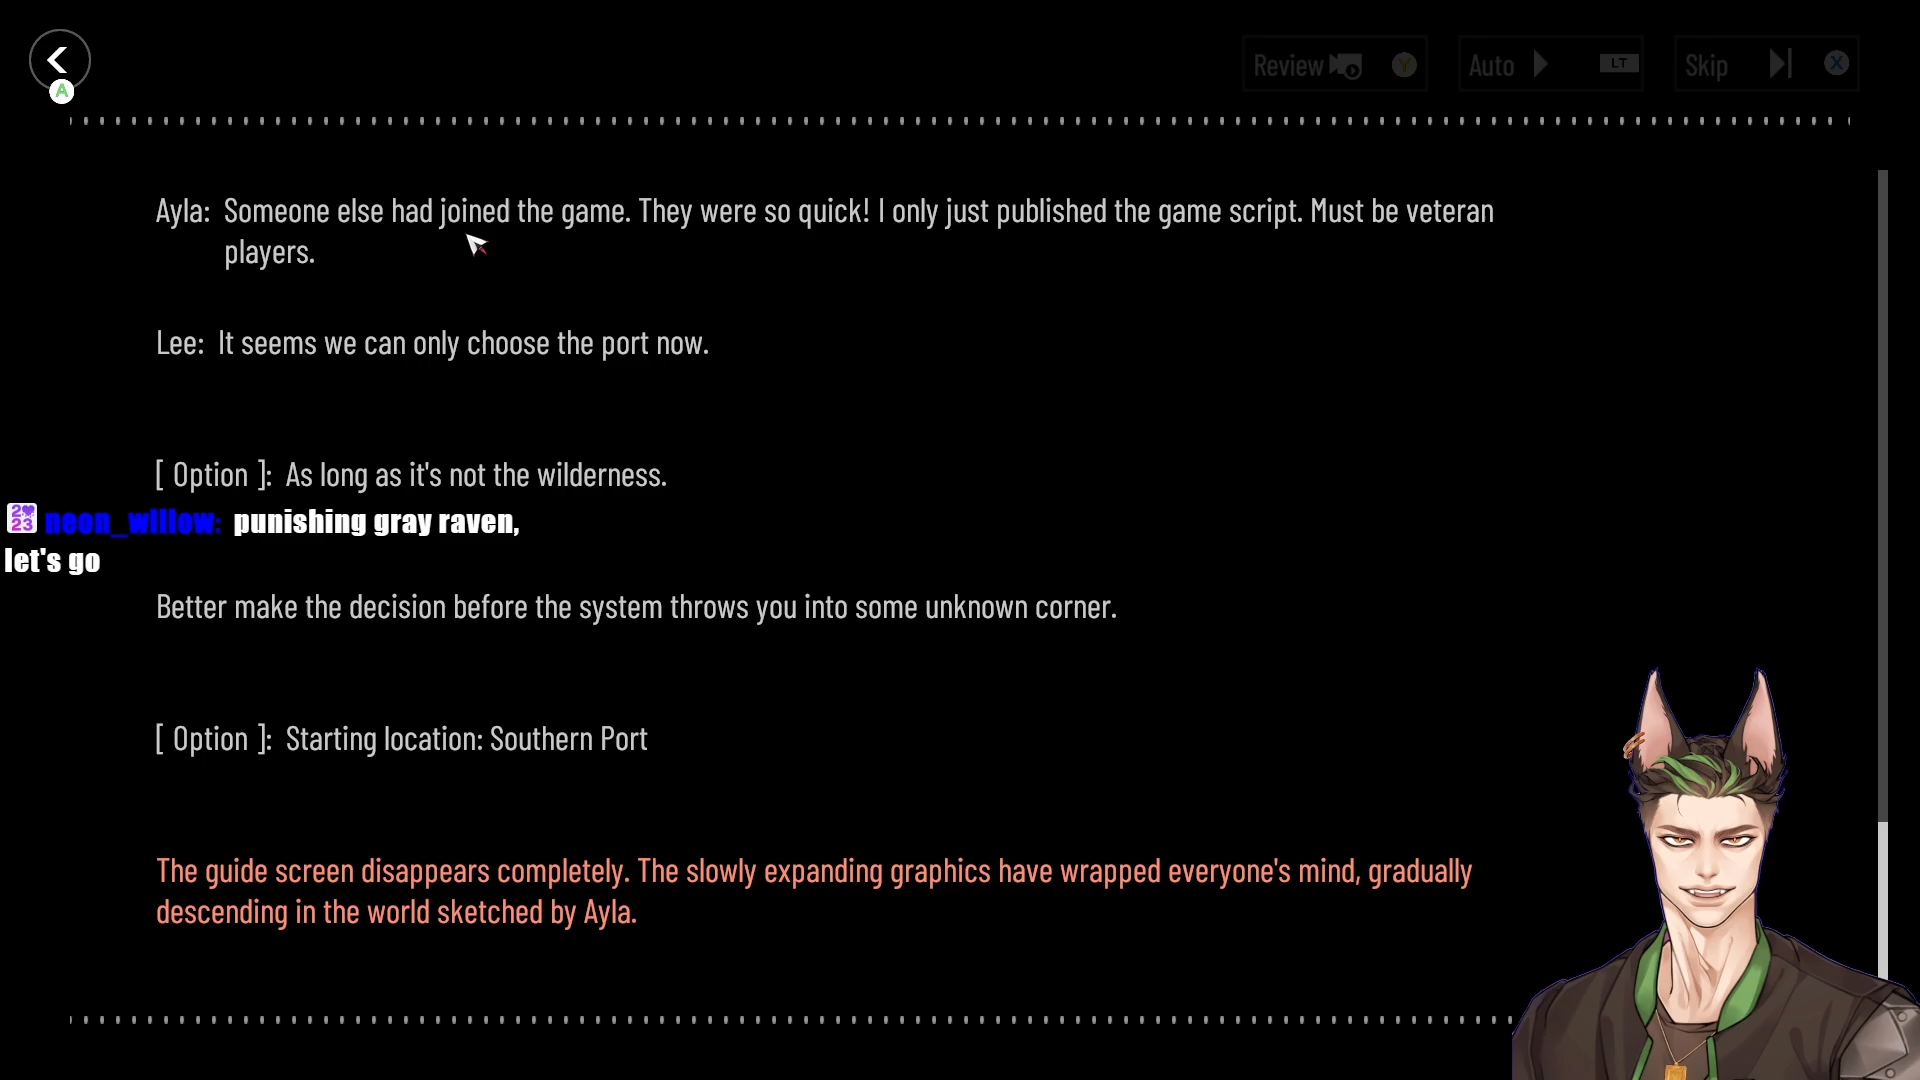 Review Y
Auto LT
Skip X
A
Ayla: Someone else had joined the game. They were so quick! I only just published the game script. Must be veteran
players.
Lee: It seems we can only choose the port now.
[ Option ]: As long as it's not the wilderness.
2023 neon_willow: punishing gray raven,
let's go
Better make the decision before the system throws you into some unknown corner.
[ Option ]: Starting location: Southern Port
The guide screen disappears completely. The slowly expanding graphics have wrapped everyone's mind, gradually
descending in the world sketched by Ayla.